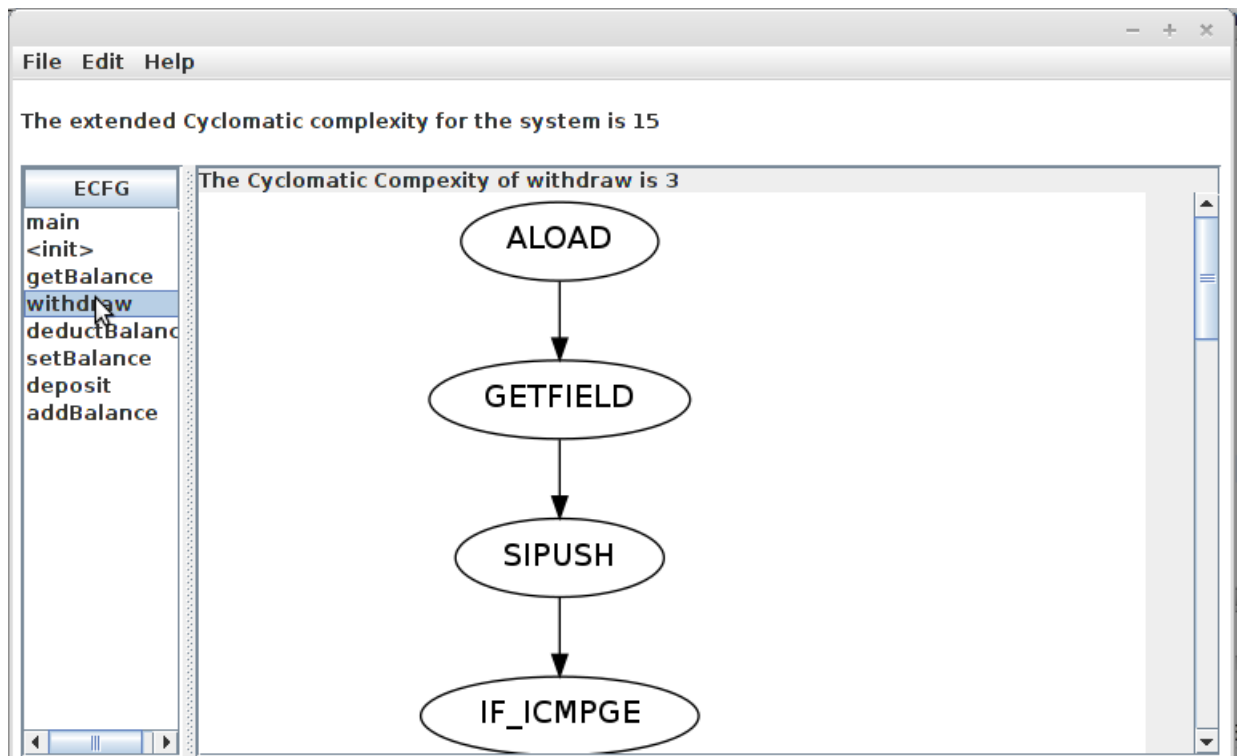 File Edit Help
The extended Cyclomatic complexity for the system is 15
ECFG
main
<init>
getBalance
withdraw
deductBalanc
setBalance
deposit
addBalance
The Cyclomatic Compexity of withdraw is 3
ALOAD
GETFIELD
SIPUSH
IF_ICMPGE